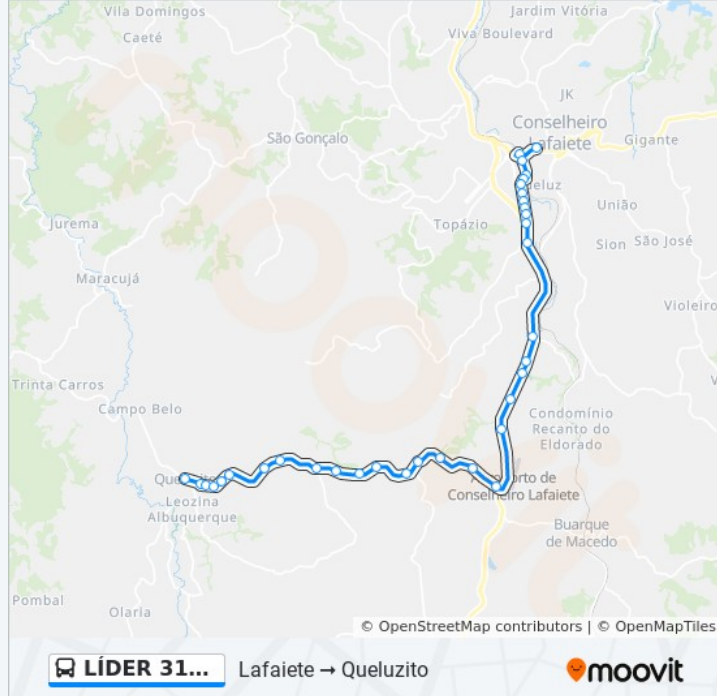 Vila Domingos
Jardim Vitória
Caeté
Viva Boulevard
JK
Conselheiro
Lafaiete
Gigante
São Gonçalo
União
Topázio
Jurema
Sion
São José
Maracujá
Violeiro
Trinta Carros
Campo Belo
Condomínio
Recanto do
Eldorado
Leozina
Albuquerque
Conselheiro Lafaiete
Buarque
de Macedo
Pombal
Olaria
© OpenStreetMap contributors | © OpenMapTiles
LÍDER 31...
Lafaiete → Queluzito
moovit